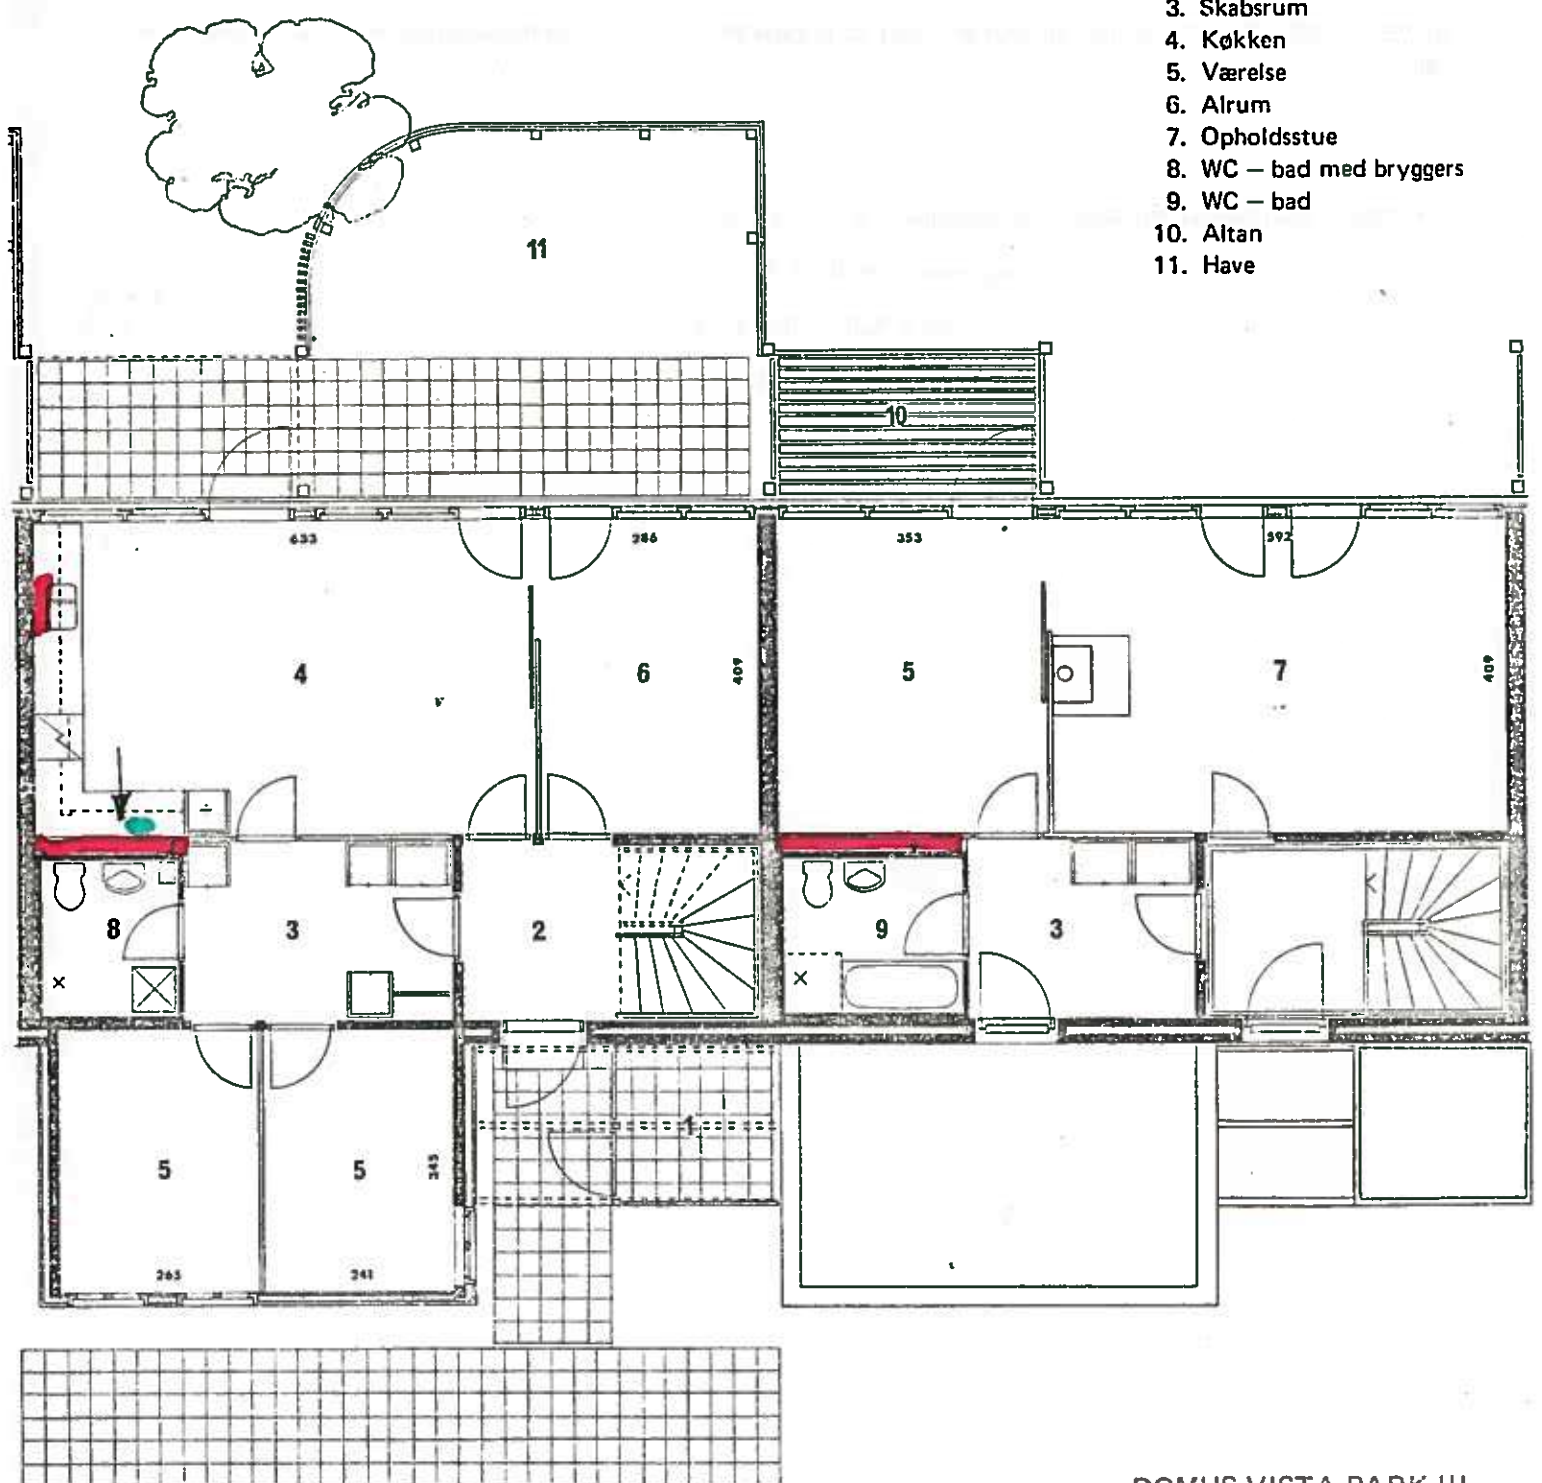 3. Skabsrum
4. Køkken
5. Værelse
6. Alrum
7. Opholdsstue
8. WC – bad med bryggers
9. WC – bad
10. Altan
11. Have
11
10
633
286
353
392
4
6
409
5
7
409
8
3
2
9
3
1
5
5
345
265
241
DOMUS VISTA PARK III